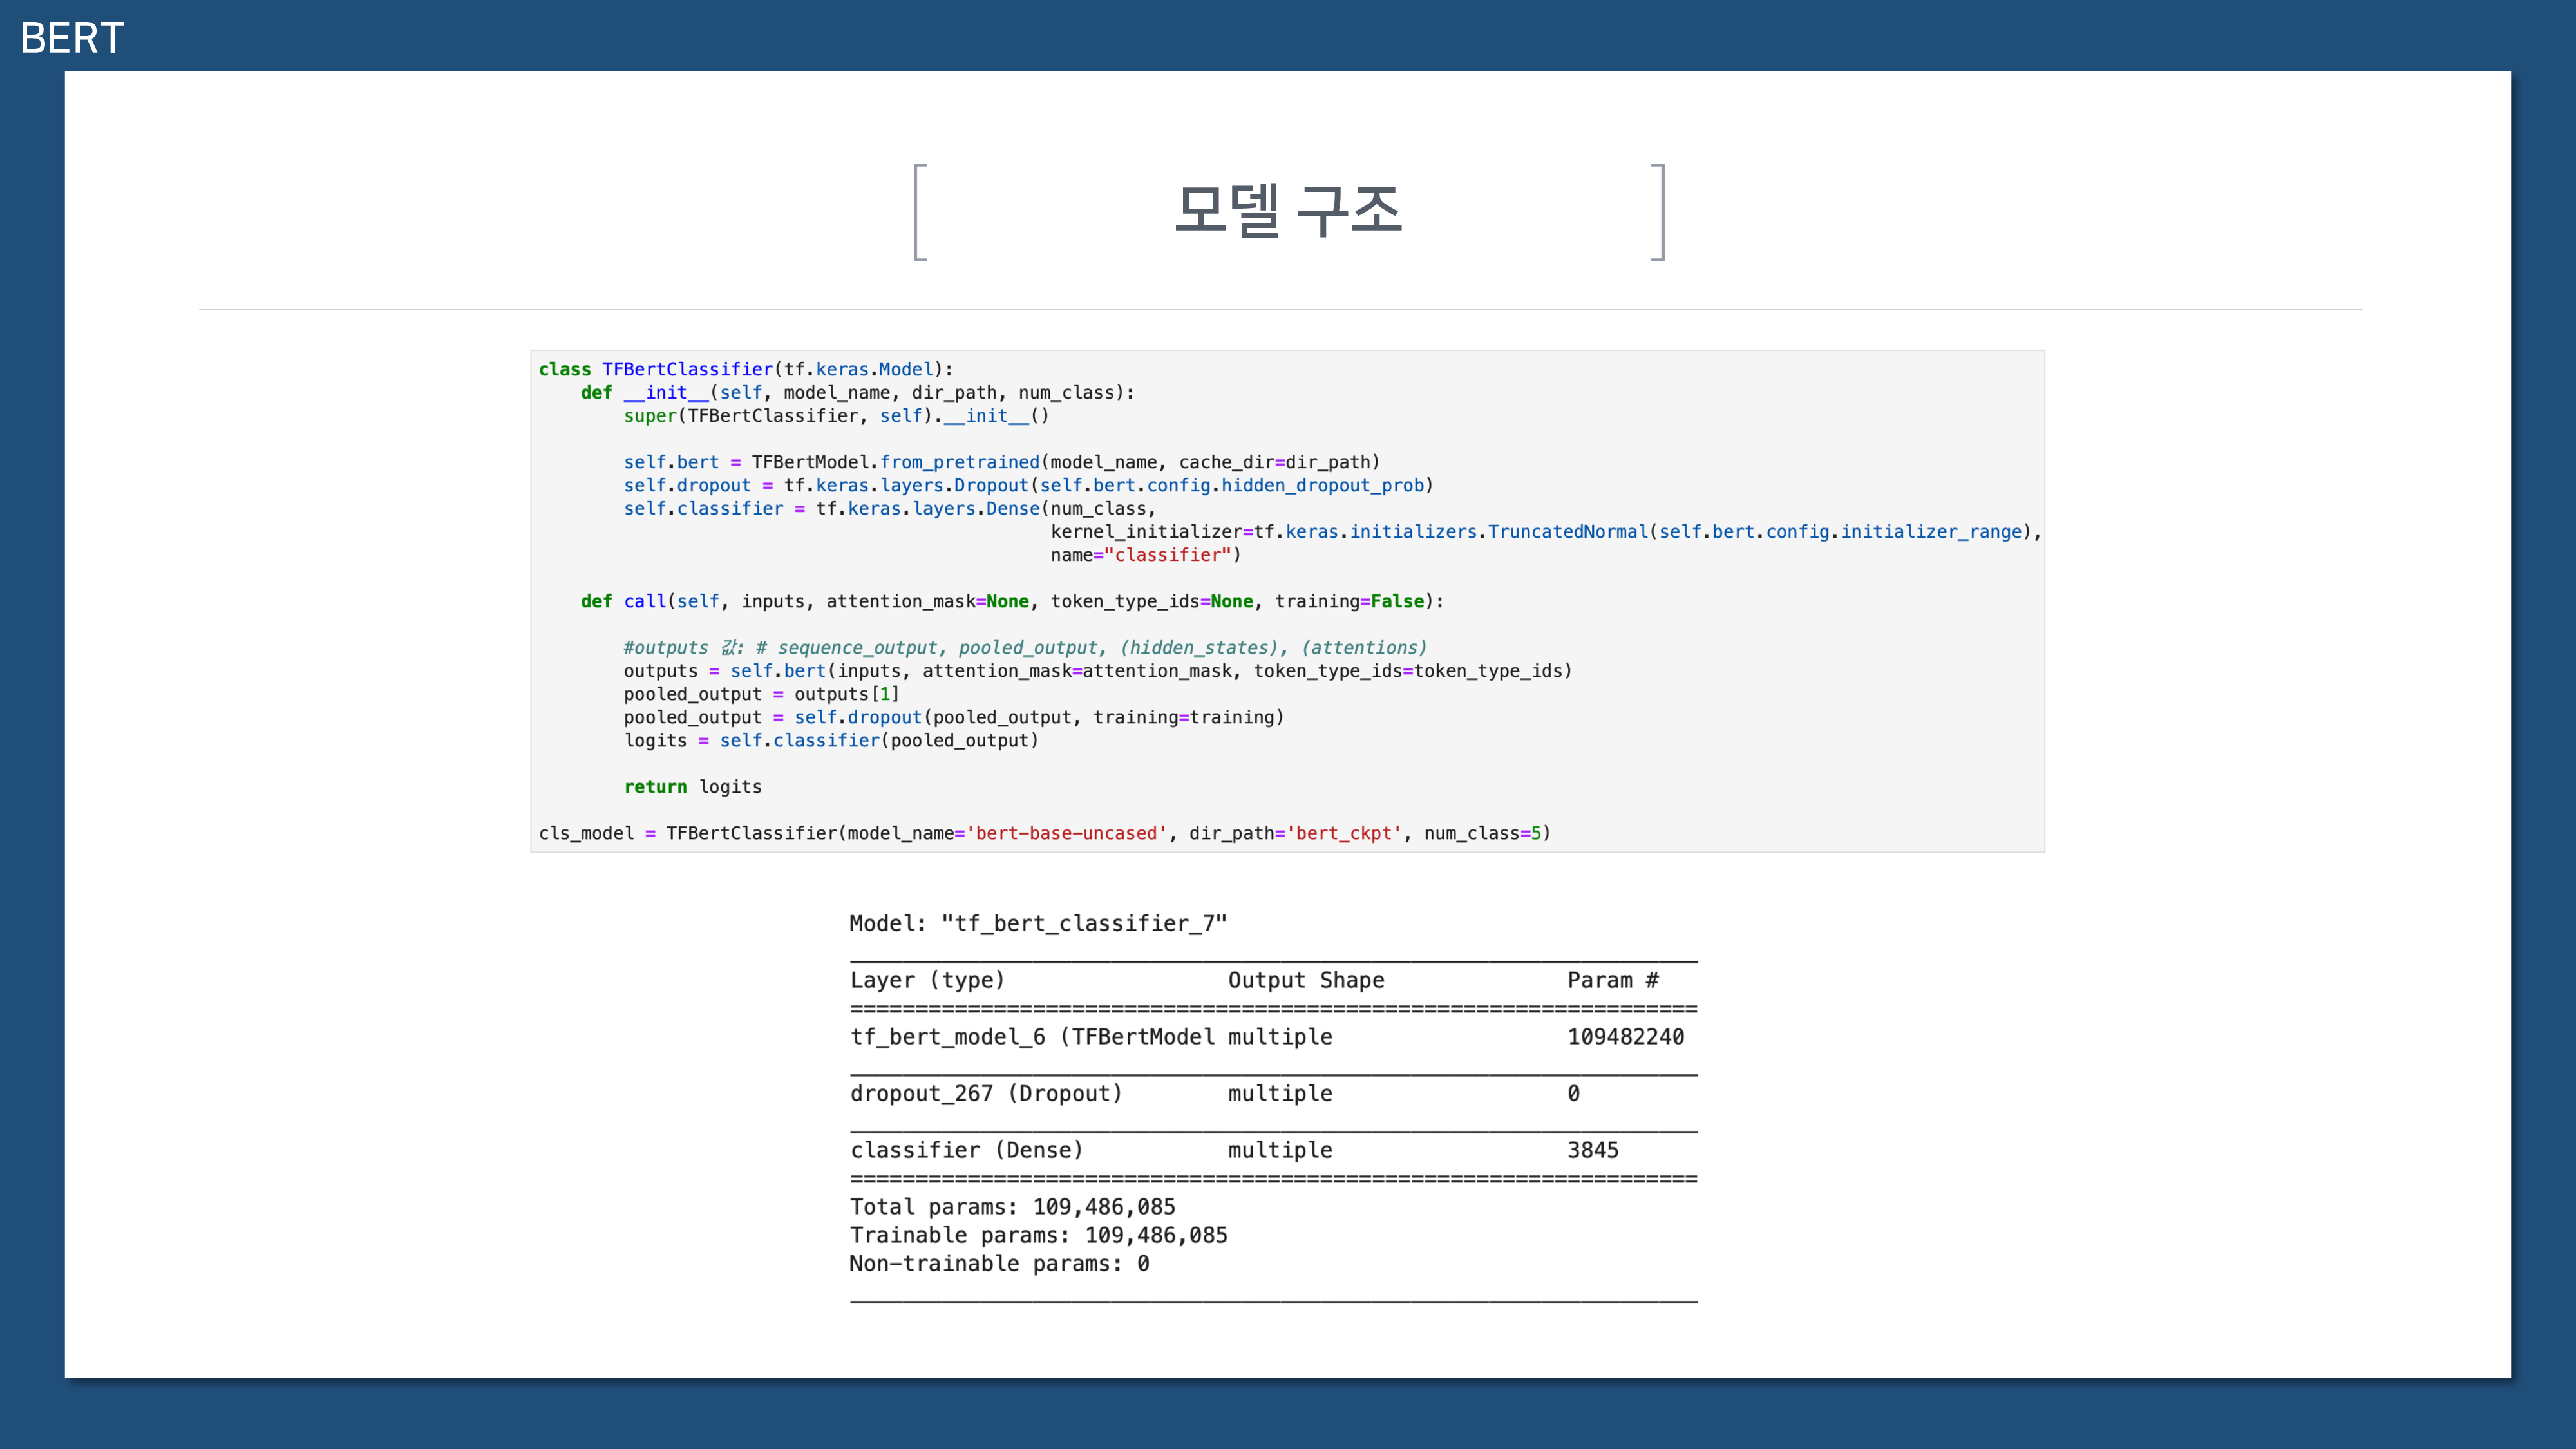 BERT
모델 구조
class TFBertClassifier(tf.keras.Model):
    def __init__(self, model_name, dir_path, num_class):
        super(TFBertClassifier, self).__init__()
        self.bert = TFBertModel.from_pretrained(model_name, cache_dir=dir_path)
        self.dropout = tf.keras.layers.Dropout(self.bert.config.hidden_dropout_prob)
        self.classifier = tf.keras.layers.Dense(num_class,
                                                kernel_initializer=tf.keras.initializers.TruncatedNormal(self.bert.config.initializer_range),
                                                name="classifier")
    def call(self, inputs, attention_mask=None, token_type_ids=None, training=False):
        #outputs 값: # sequence_output, pooled_output, (hidden_states), (attentions)
        outputs = self.bert(inputs, attention_mask=attention_mask, token_type_ids=token_type_ids)
        pooled_output = outputs[1]
        pooled_output = self.dropout(pooled_output, training=training)
        logits = self.classifier(pooled_output)
        return logits
cls_model = TFBertClassifier(model_name='bert-base-uncased', dir_path='bert_ckpt', num_class=5)
Model: "tf_bert_classifier_7"
Layer (type)                 Output Shape              Param #
=================================================================
tf_bert_model_6 (TFBertModel multiple                  109482240
dropout_267 (Dropout)        multiple                  0
classifier (Dense)           multiple                  3845
=================================================================
Total params: 109,486,085
Trainable params: 109,486,085
Non-trainable params: 0